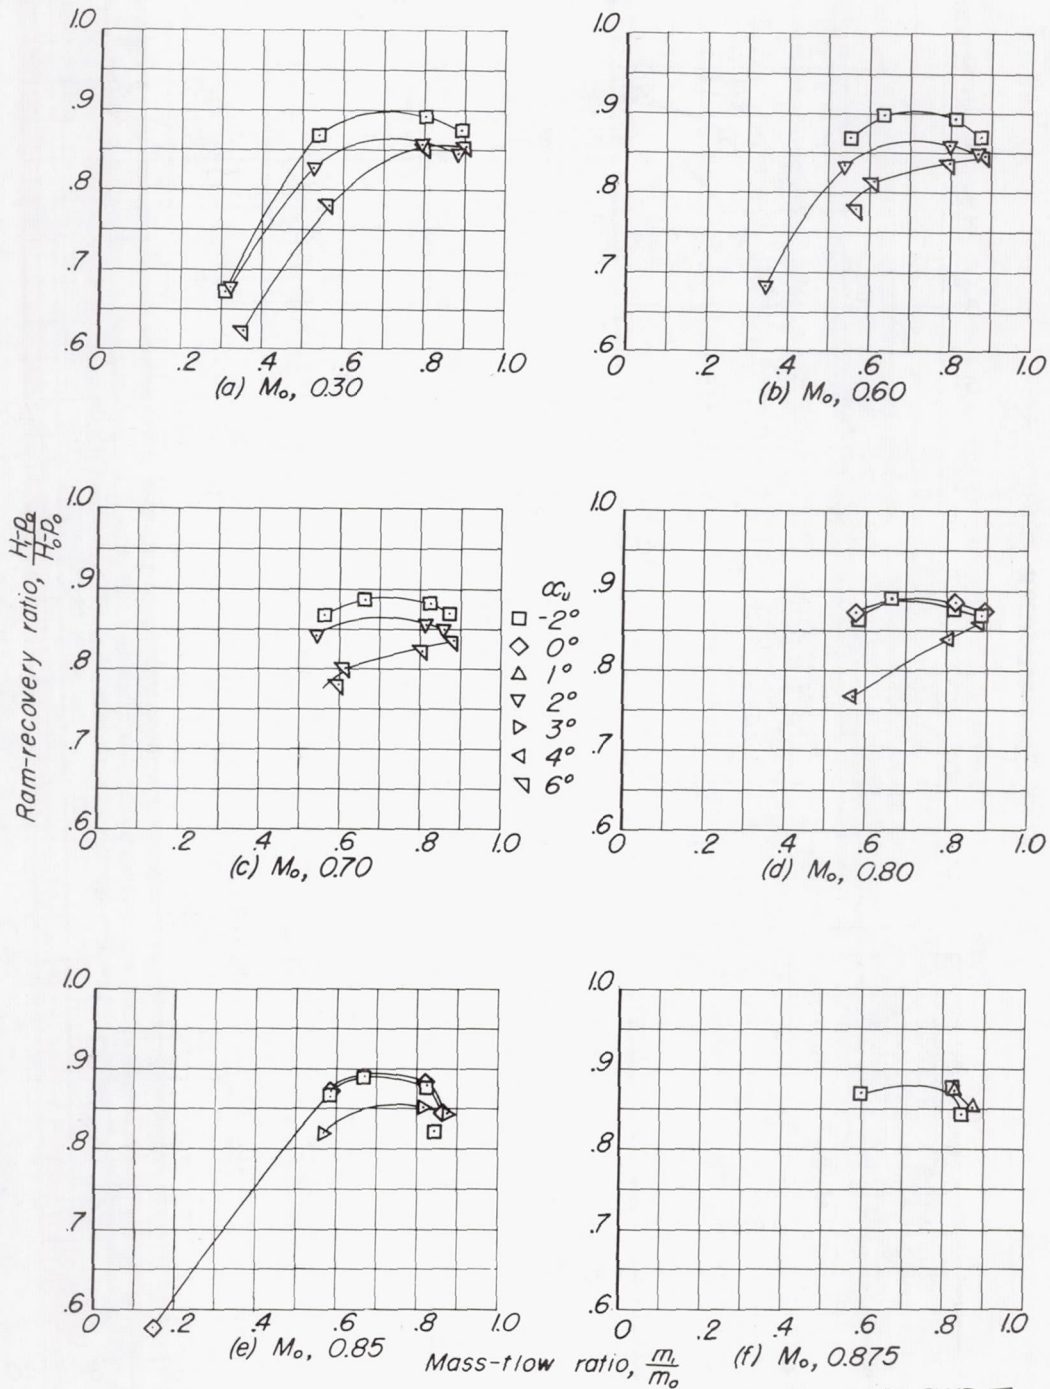 1.0
.9
.8
.7
.6
0 .2 .4 .6 .8 1.0
(a) M₀, 0.30
1.0
.9
.8
.7
.6
0 .2 .4 .6 .8 1.0
(b) M₀, 0.60
Ram-recovery ratio, H₁-p₀/H₀-p₀
1.0
.9
.8
.7
.6
0 .2 .4 .6 .8 1.0
(c) M₀, 0.70
αᵤ
-2°
0°
1°
2°
3°
4°
6°
1.0
.9
.8
.7
.6
0 .2 .4 .6 .8 1.0
(d) M₀, 0.80
1.0
.9
.8
.7
.6
0 .2 .4 .6 .8 1.0
(e) M₀, 0.85
1.0
.9
.8
.7
.6
0 .2 .4 .6 .8 1.0
(f) M₀, 0.875
Mass-flow ratio, m₁/m₀